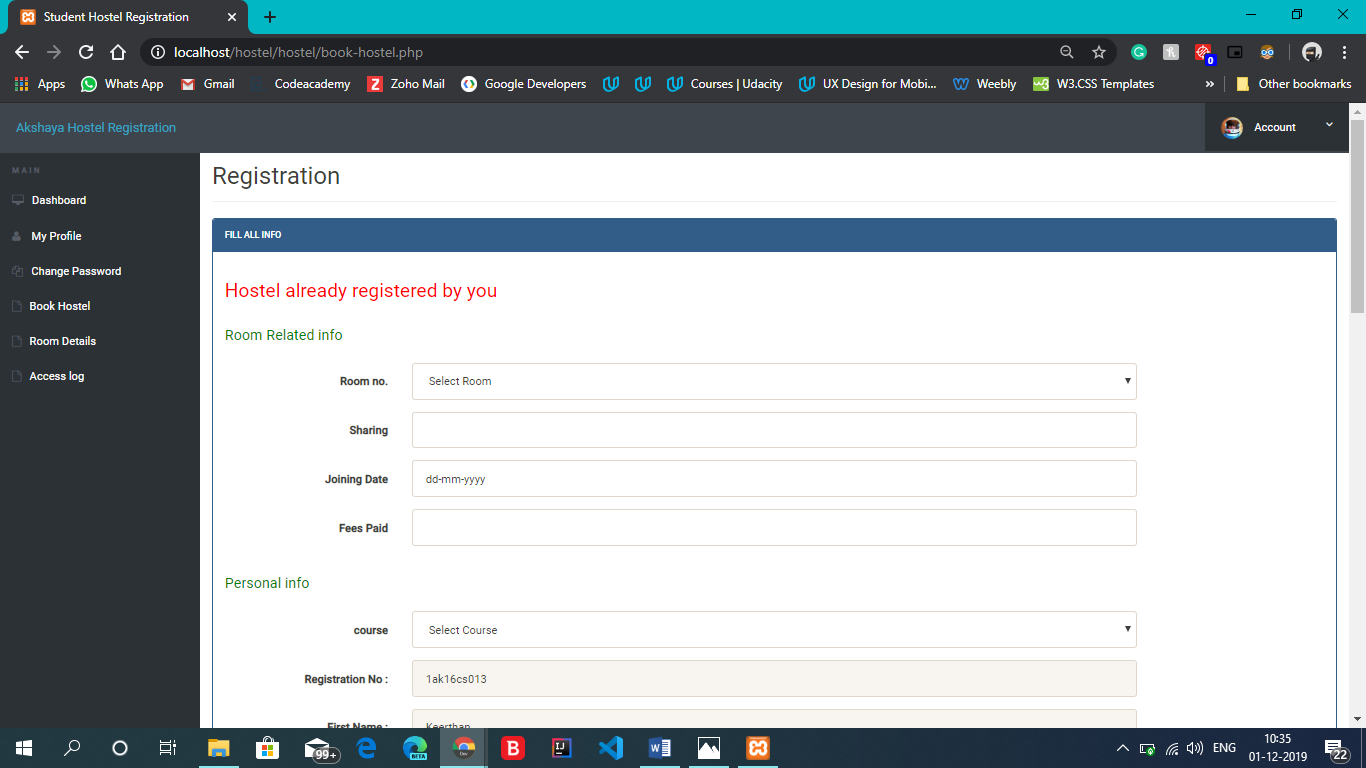 Student Hostel Registration
localhost/hostel/hostel/book-hostel.php
0
Apps Whats App Gmail Codeacademy Zoho Mail Google Developers Courses | Udacity UX Design for Mobi... Weebly W3.CSS Templates » Other bookmarks
Akshaya Hostel Registration
Account
MAIN
Dashboard
My Profile
Change Password
Book Hostel
Room Details
Access log
Registration
FILL ALL INFO
Hostel already registered by you
Room Related info
Room no. Select Room
Sharing
Joining Date dd-mm-yyyy
Fees Paid
Personal info
course Select Course
Registration No : 1ak16cs013
First Name : Keerthan
99+ BETA Dev B IJ W ENG 10:35
01-12-2019
22